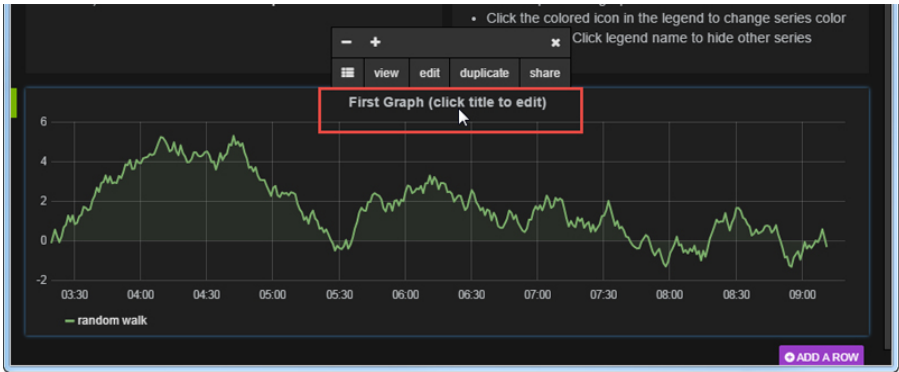 • Click the colored icon in the legend to change series color
Click legend name to hide other series
view edit duplicate share
First Graph (click title to edit)
6
4
2
0
-2
03:30 04:00 04:30 05:00 05:30 06:00 06:30 07:00 07:30 08:00 08:30 09:00
random walk
ADD A ROW